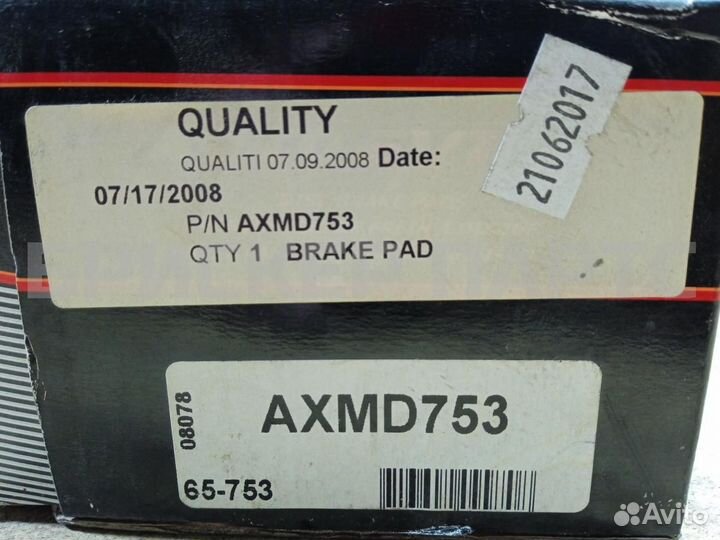 QUALITY
QUALITI 07.09.2008 Date:
07/17/2008
P/N AXMD753
QTY 1 BRAKE PAD
21062017
08078
AXMD753
65-753
Avito